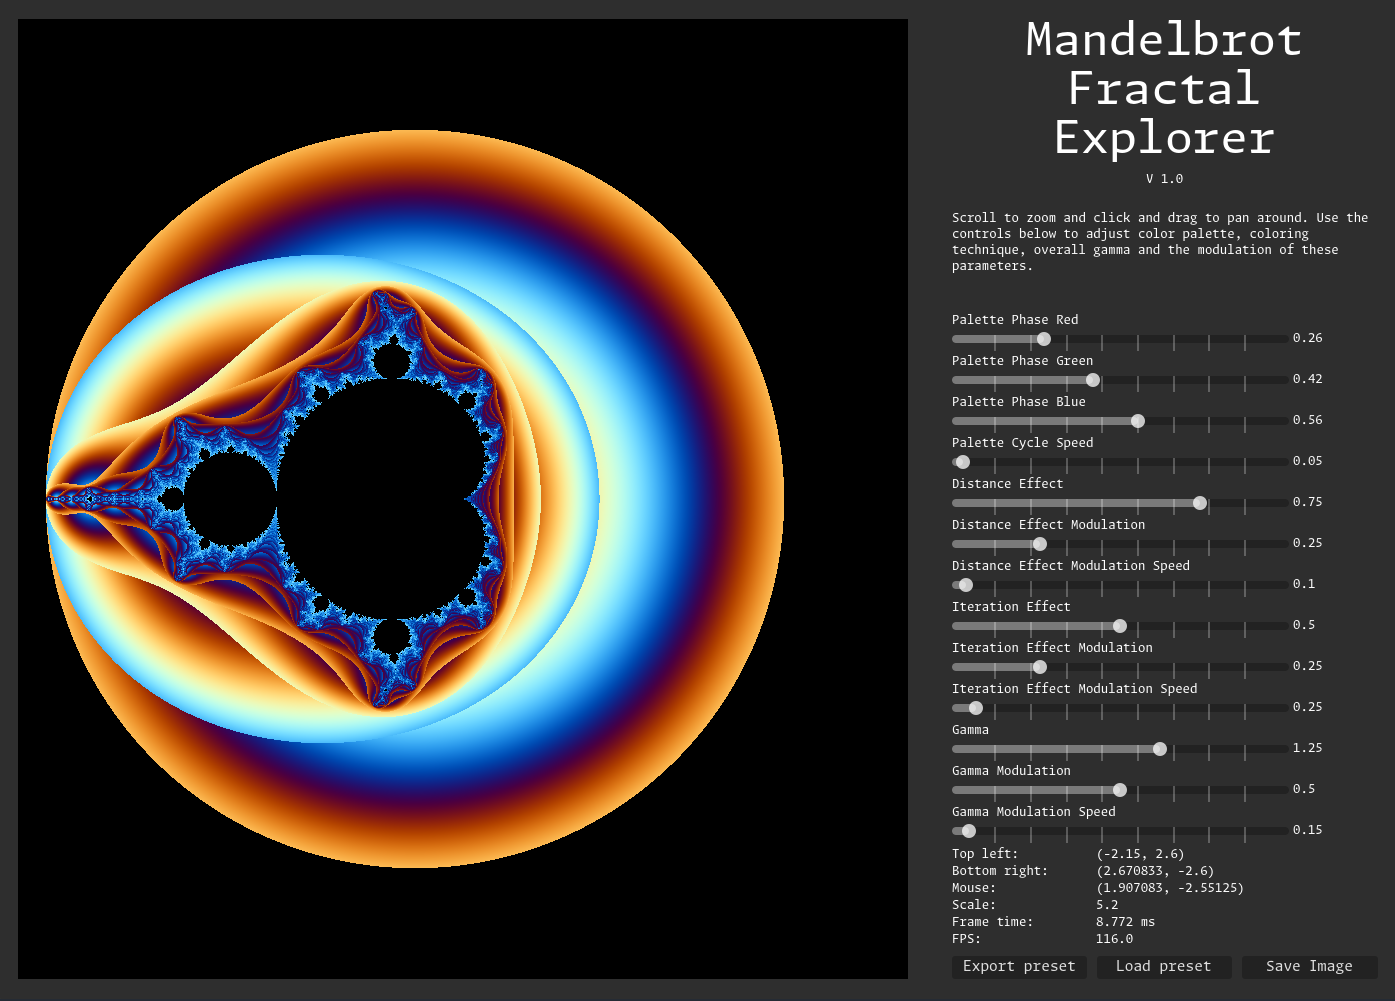 Mandelbrot
Fractal
Explorer
V 1.0
Scroll to zoom and click and drag to pan around. Use the
controls below to adjust color palette, coloring
technique, overall gamma and the modulation of these
parameters.
Palette Phase Red
0.26
Palette Phase Green
0.42
Palette Phase Blue
0.56
Palette Cycle Speed
0.05
Distance Effect
0.75
Distance Effect Modulation
0.25
Distance Effect Modulation Speed
0.1
Iteration Effect
0.5
Iteration Effect Modulation
0.25
Iteration Effect Modulation Speed
0.25
Gamma
1.25
Gamma Modulation
0.5
Gamma Modulation Speed
0.15
Top left: (-2.15, 2.6)
Bottom right: (2.670833, -2.6)
Mouse: (1.907083, -2.55125)
Scale: 5.2
Frame time: 8.772 ms
FPS: 116.0
Export preset Load preset Save Image